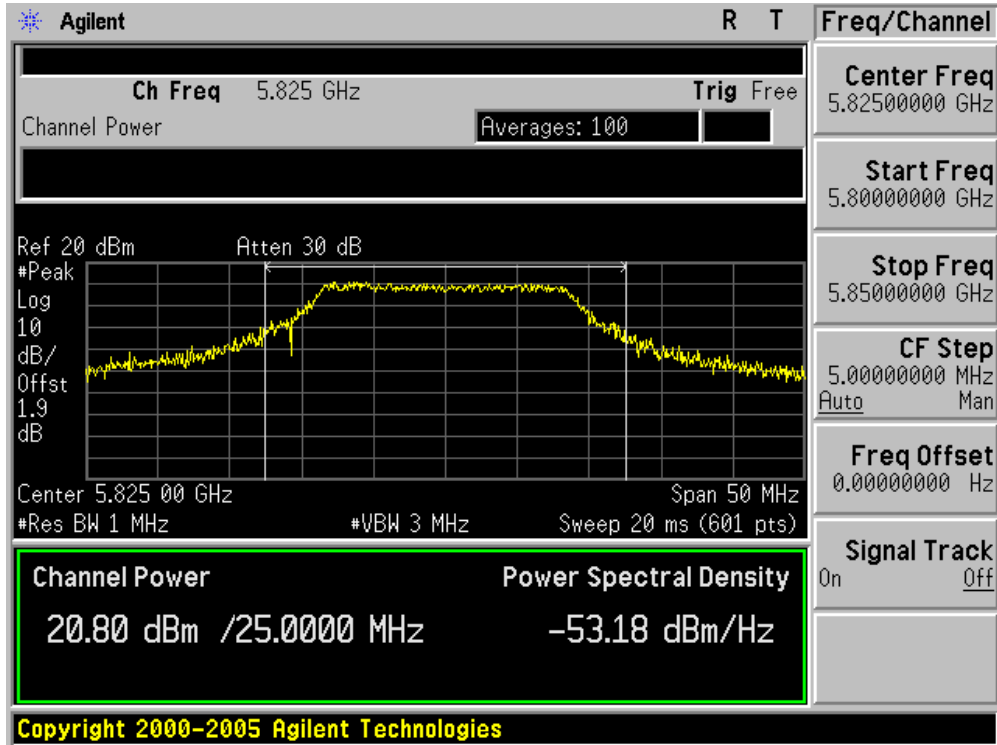 Agilent R T Freq/Channel
Ch Freq 5.825 GHz Trig Free
Channel Power Averages: 100
Ref 20 dBm Atten 30 dB
#Peak
Log
10
dB/
Offst
1.9
dB
Center 5.825 00 GHz Span 50 MHz
#Res BW 1 MHz #VBW 3 MHz Sweep 20 ms (601 pts)
Channel Power Power Spectral Density
20.80 dBm /25.0000 MHz -53.18 dBm/Hz
Center Freq
5.82500000 GHz
Start Freq
5.80000000 GHz
Stop Freq
5.85000000 GHz
CF Step
5.00000000 MHz
Auto Man
Freq Offset
0.00000000 Hz
Signal Track
On Off
Copyright 2000-2005 Agilent Technologies